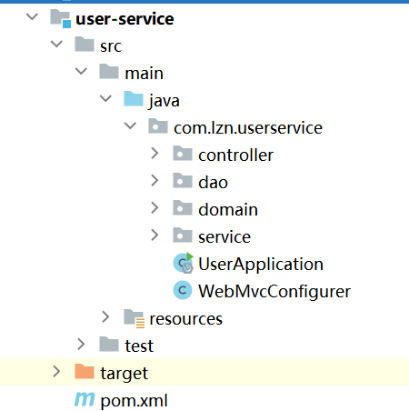 user-service
src
main
java
com.lzn.userservice
controller
dao
domain
service
UserApplication
WebMvcConfigurer
resources
test
target
pom.xml